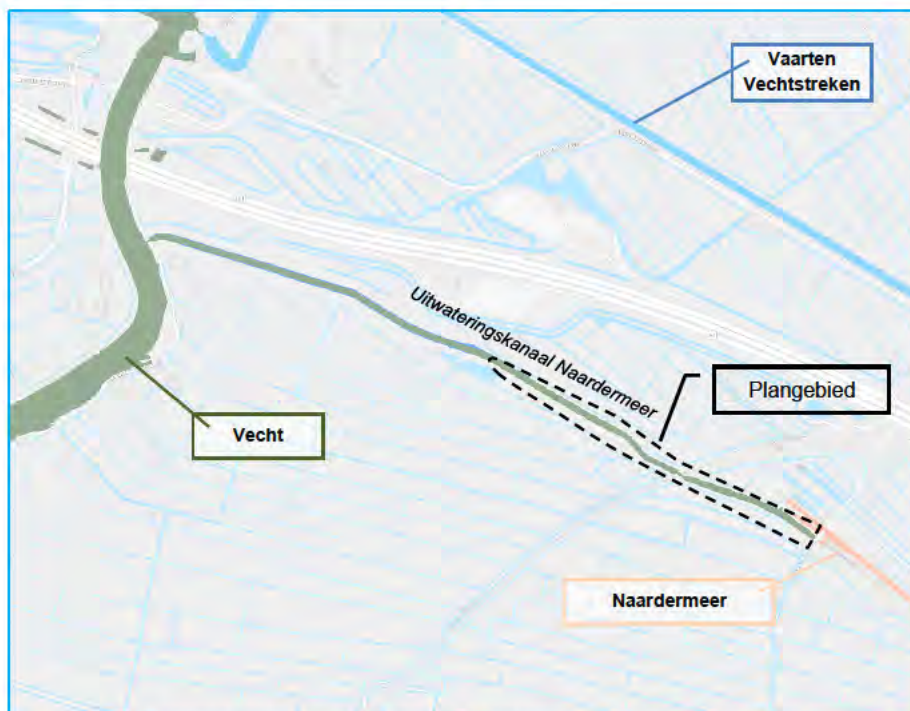 Vaarten
Vechtstreken
Uitwateringskanaal Naardermeer
Plangebied
Vecht
Naardermeer